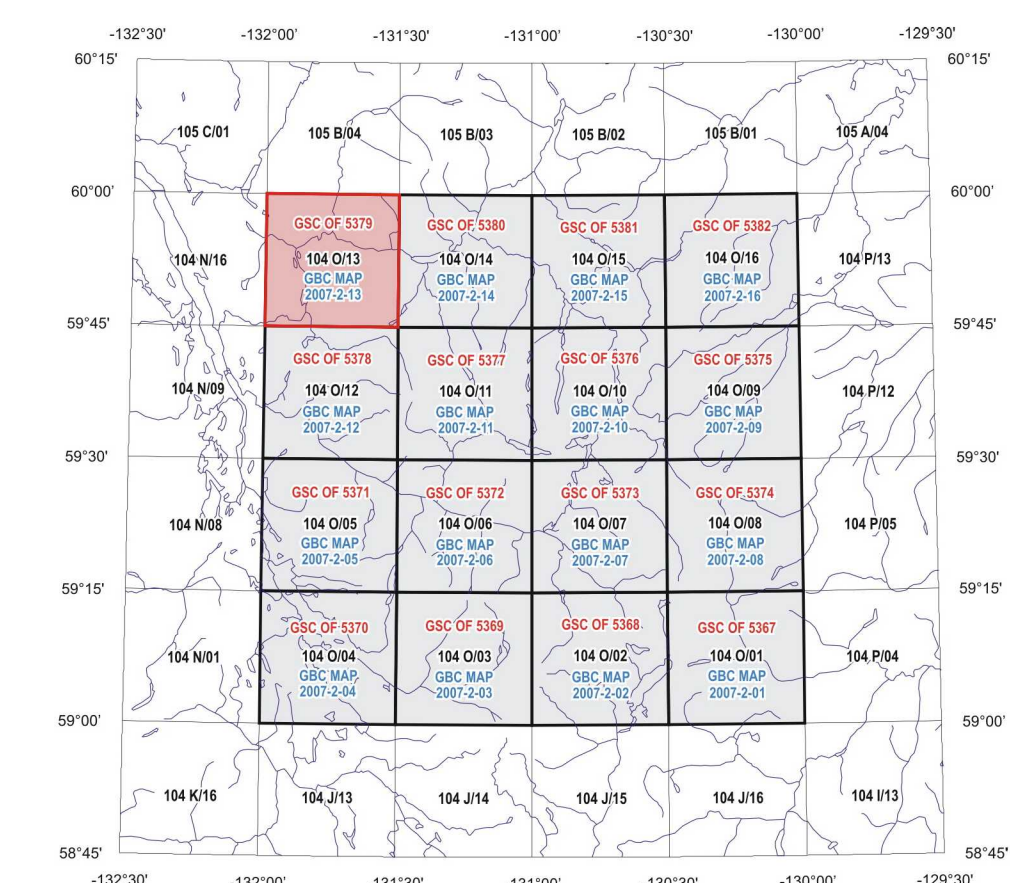 -132°30' -132°00' -131°30' -131°00' -130°30' -130°00' -129°30'
60°15' 60°15'
105 C/01 105 B/04 105 B/03 105 B/02 105 B/01 105 A/04
60°00' 60°00'
GSC OF 5379 GSC OF 5380 GSC OF 5381 GSC OF 5382
104 N/16 104 O/13 104 O/14 104 O/15 104 O/16 104 P/13
GBC MAP GBC MAP GBC MAP GBC MAP
2007-2-13 2007-2-14 2007-2-15 2007-2-16
59°45' 59°45'
GSC OF 5378 GSC OF 5377 GSC OF 5376 GSC OF 5375
104 N/09 104 O/12 104 O/11 104 O/10 104 O/09 104 P/12
GBC MAP GBC MAP GBC MAP GBC MAP
2007-2-12 2007-2-11 2007-2-10 2007-2-09
59°30' 59°30'
GSC OF 5371 GSC OF 5372 GSC OF 5373 GSC OF 5374
104 N/08 104 O/05 104 O/06 104 O/07 104 O/08 104 P/05
GBC MAP GBC MAP GBC MAP GBC MAP
2007-2-05 2007-2-06 2007-2-07 2007-2-08
59°15' 59°15'
GSC OF 5370 GSC OF 5369 GSC OF 5368 GSC OF 5367
104 N/01 104 O/04 104 O/03 104 O/02 104 O/01 104 P/04
GBC MAP GBC MAP GBC MAP GBC MAP
2007-2-04 2007-2-03 2007-2-02 2007-2-01
59°00' 59°00'
104 K/16 104 J/13 104 J/14 104 J/15 104 J/16 104 I/13
58°45' 58°45'
-132°30' -132°00' -131°30' -131°00' -130°30' -130°00' -129°30'